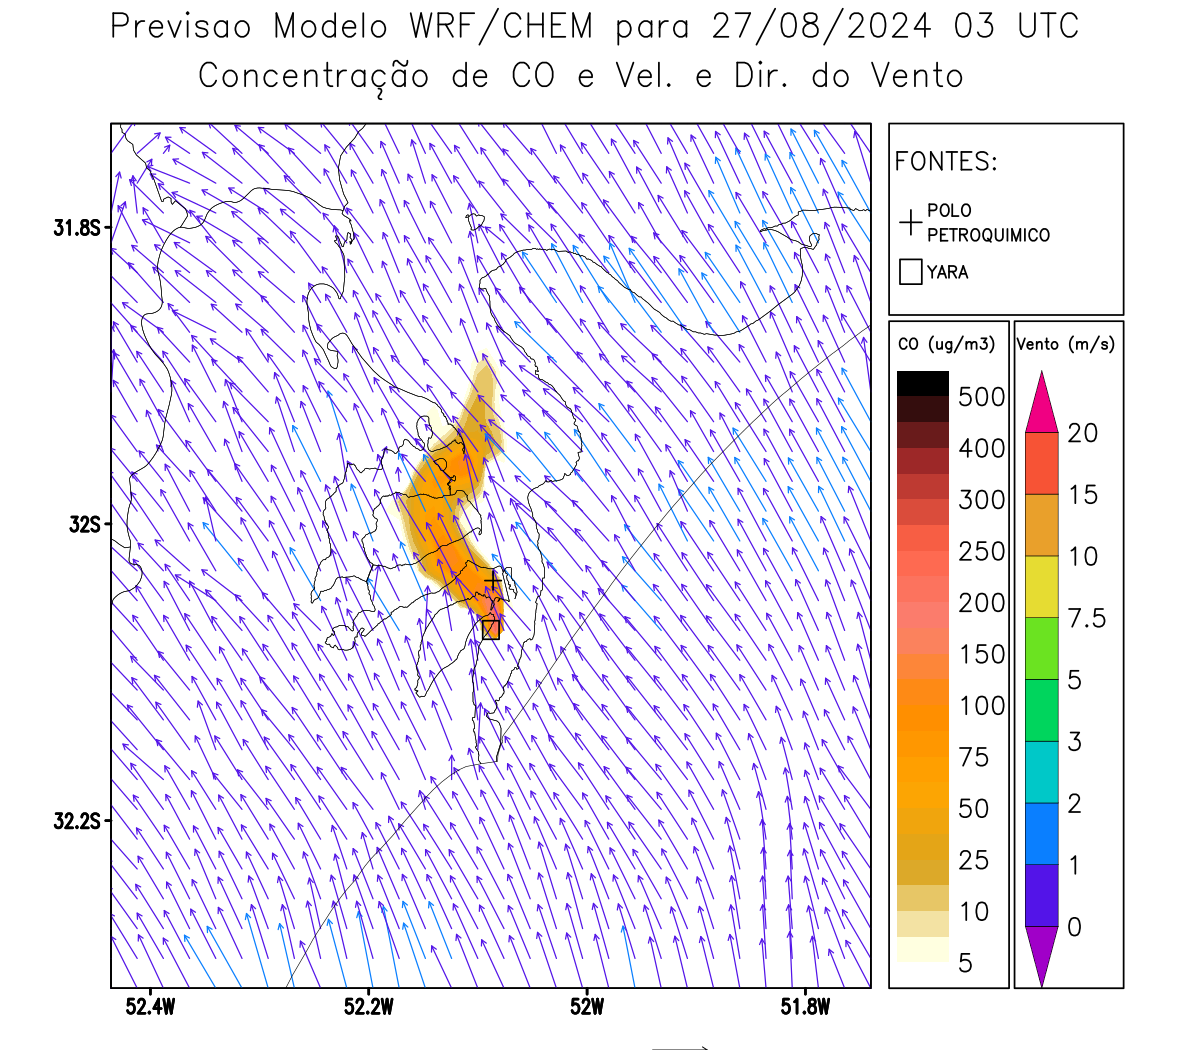 Previsao Modelo WRF/CHEM para 27/08/2024 03 UTC
Concentração de CO e Vel. e Dir. do Vento
FONTES:
POLO
PETROQUIMICO
YARA
CO (ug/m3)
500
400
300
250
200
150
100
75
50
25
10
5
Vento (m/s)
20
15
10
7.5
5
3
2
1
0
31.8S
32S
32.2S
52.4W
52.2W
52W
51.8W